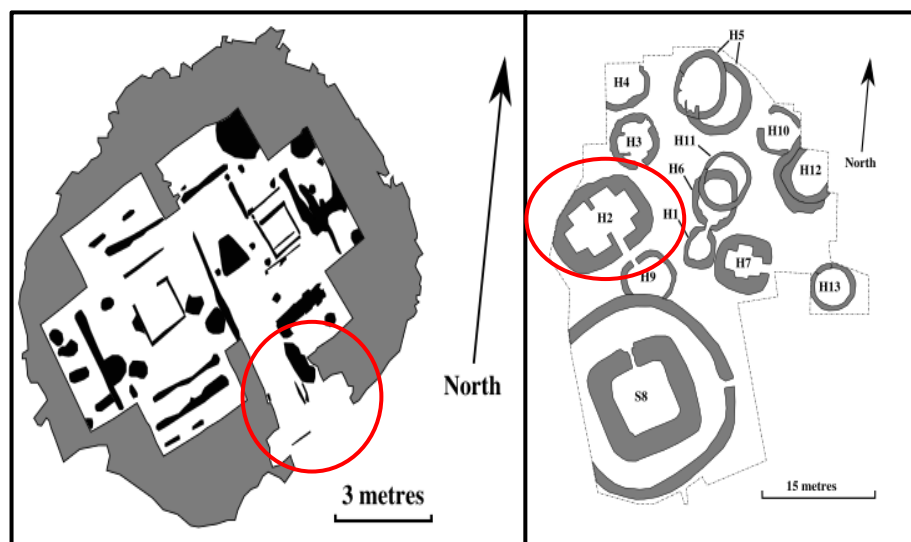 North
3 metres
H5
H4
H10
H3
H11
North
H12
H6
H2
H1
H7
H9
H13
S8
15 metres